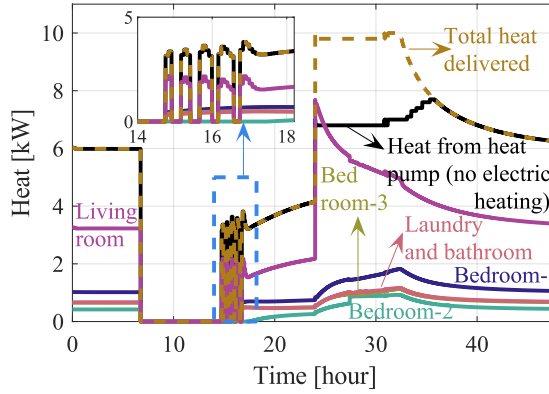 5
0
14
16
18
10
8
6
4
2
0
Heat [kW]
Total heat
delivered
Heat from heat
pump (no electric
heating)
Bed
room-3
Living
room
Laundry
and bathroom
Bedroom-
Bedroom-2
0
10
20
30
40
Time [hour]